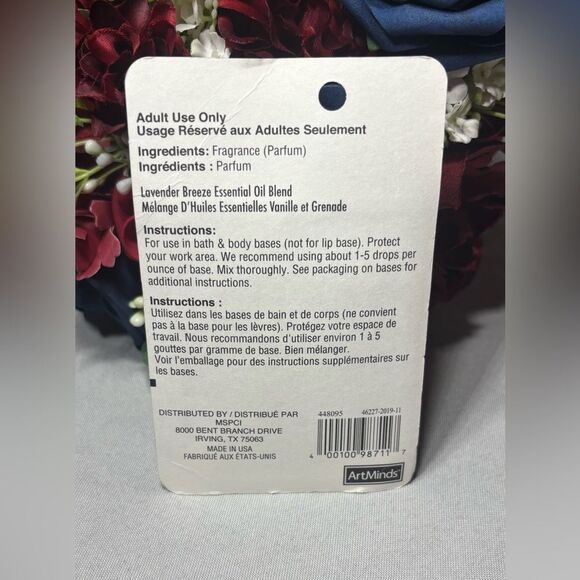 Adult Use Only
Usage Réservé aux Adultes Seulement
Ingredients: Fragrance (Parfum)
Ingrédients : Parfum
Lavender Breeze Essential Oil Blend
Mélange D'Huiles Essentielles Vanille et Grenade
Instructions:
For use in bath & body bases (not for lip base). Protect
your work area. We recommend using about 1-5 drops per
ounce of base. Mix thoroughly. See packaging on bases for
additional instructions.
Instructions :
Utilisez dans les bases de bain et de corps (ne convient
pas à la base pour les lèvres). Protégez votre espace de
travail. Nous recommandons d'utiliser environ 1 à 5
gouttes par gramme de base. Bien mélanger.
Voir l'emballage pour des instructions supplémentaires sur
les bases.
DISTRIBUTED BY / DISTRIBUÉ PAR
MSPCI
8000 BENT BRANCH DRIVE
IRVING, TX 75063
MADE IN USA
FABRIQUÉ AUX ÉTATS-UNIS
448095 46227-2019-11
4 00100 98711 7
ArtMinds™